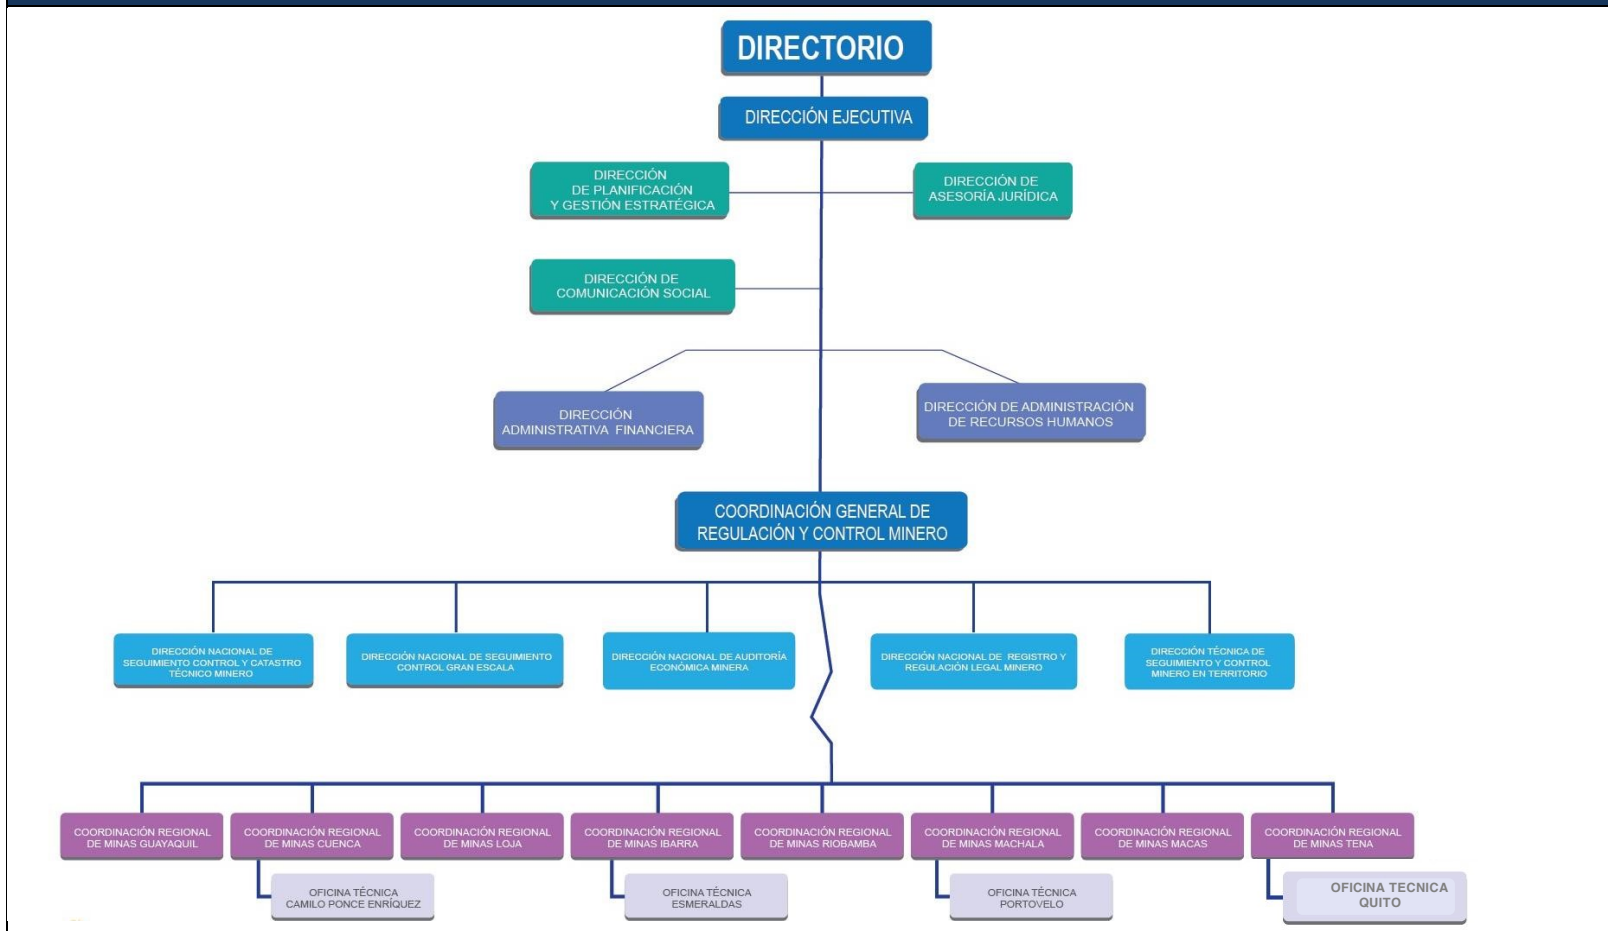 DIRECTORIO
DIRECCIÓN EJECUTIVA
DIRECCIÓN
DE PLANIFICACIÓN
Y GESTIÓN ESTRATÉGICA
DIRECCIÓN DE
ASESORÍA JURÍDICA
DIRECCIÓN DE
COMUNICACIÓN SOCIAL
DIRECCIÓN
ADMINISTRATIVA FINANCIERA
DIRECCIÓN DE ADMINISTRACIÓN
DE RECURSOS HUMANOS
COORDINACIÓN GENERAL DE
REGULACIÓN Y CONTROL MINERO
DIRECCIÓN NACIONAL DE
SEGUIMIENTO CONTROL Y CATASTRO
TÉCNICO MINERO
DIRECCIÓN NACIONAL DE SEGUIMIENTO
CONTROL GRAN ESCALA
DIRECCIÓN NACIONAL DE AUDITORÍA
ECONÓMICA MINERA
DIRECCIÓN NACIONAL DE REGISTRO Y
REGULACIÓN LEGAL MINERO
DIRECCIÓN TÉCNICA DE
SEGUIMIENTO Y CONTROL
MINERO EN TERRITORIO
COORDINACIÓN REGIONAL
DE MINAS GUAYAQUIL
COORDINACIÓN REGIONAL
DE MINAS CUENCA
COORDINACIÓN REGIONAL
DE MINAS LOJA
COORDINACIÓN REGIONAL
DE MINAS IBARRA
COORDINACIÓN REGIONAL
DE MINAS RIOBAMBA
COORDINACIÓN REGIONAL
DE MINAS MACHALA
COORDINACIÓN REGIONAL
DE MINAS MACAS
COORDINACIÓN REGIONAL
DE MINAS TENA
OFICINA TÉCNICA
CAMILO PONCE ENRÍQUEZ
OFICINA TÉCNICA
ESMERALDAS
OFICINA TÉCNICA
PORTOVELO
OFICINA TECNICA
QUITO